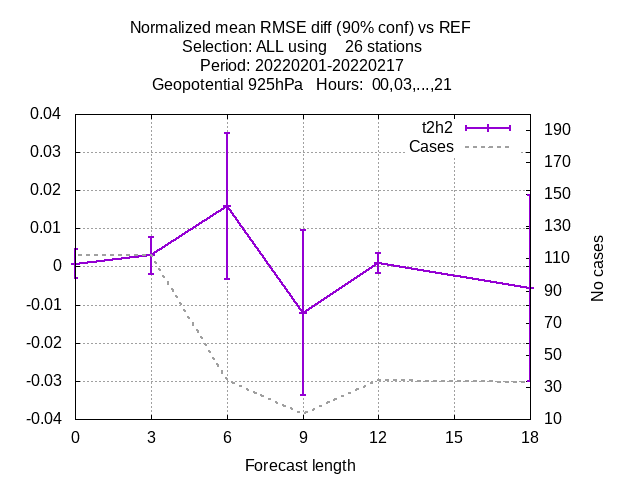 Normalized mean RMSE diff (90% conf) vs REF
Selection: ALL using    26 stations
Period: 20220201-20220217
Geopotential 925hPa   Hours:  00,03,...,21
t2h2
Cases
0.04
0.03
0.02
0.01
0
-0.01
-0.02
-0.03
-0.04
190
170
150
130
110
90
70
50
30
10
No cases
0 3 6 9 12 15 18
Forecast length